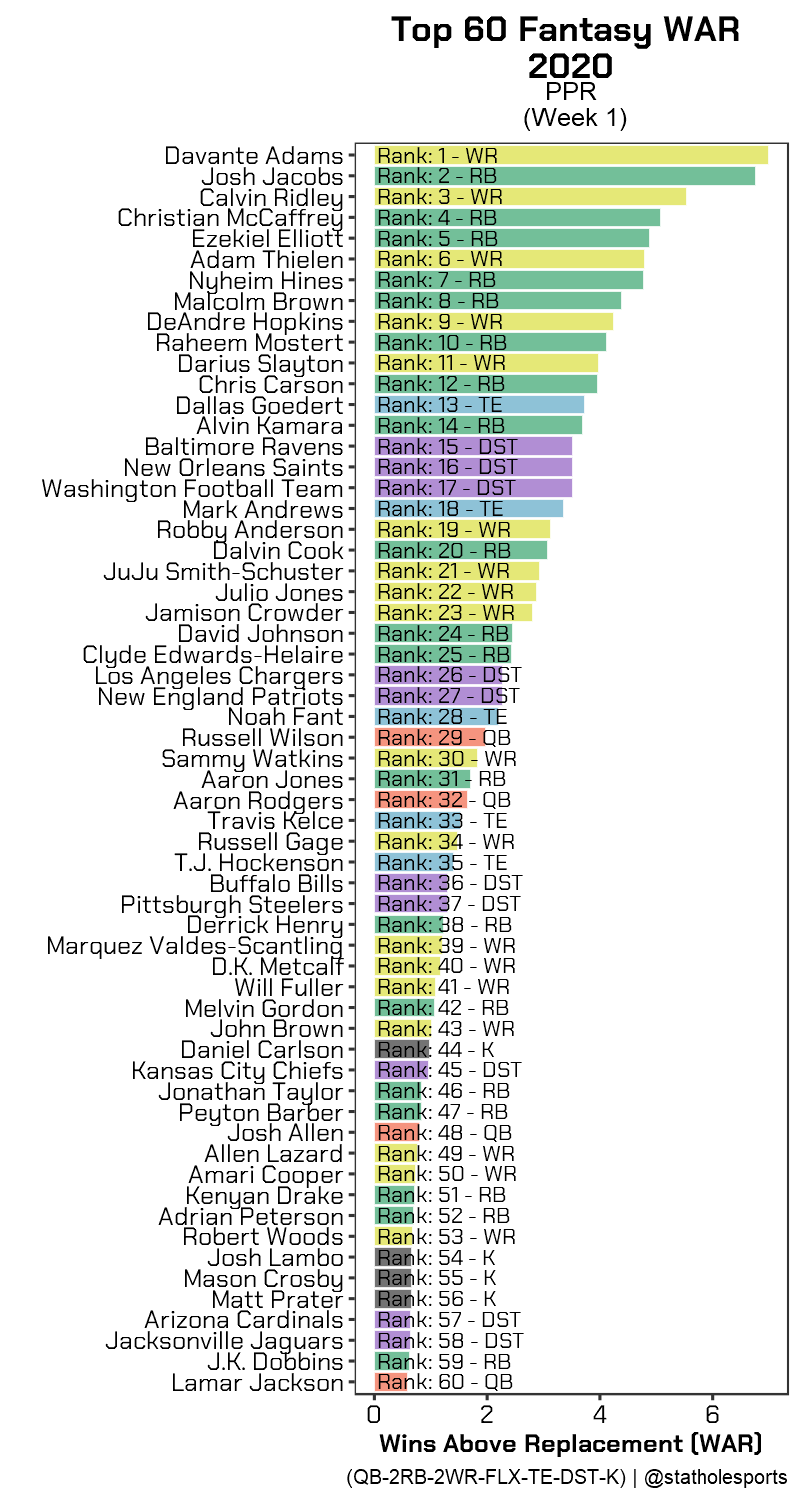 Top 60 Fantasy WAR
2020
PPR
(Week 1)
Davante Adams Rank: 1 - WR
Josh Jacobs Rank: 2 - RB
Calvin Ridley Rank: 3 - WR
Christian McCaffrey Rank: 4 - RB
Ezekiel Elliott Rank: 5 - RB
Adam Thielen Rank: 6 - WR
Nyheim Hines Rank: 7 - RB
Malcolm Brown Rank: 8 - RB
DeAndre Hopkins Rank: 9 - WR
Raheem Mostert Rank: 10 - RB
Darius Slayton Rank: 11 - WR
Chris Carson Rank: 12 - RB
Dallas Goedert Rank: 13 - TE
Alvin Kamara Rank: 14 - RB
Baltimore Ravens Rank: 15 - DST
New Orleans Saints Rank: 16 - DST
Washington Football Team Rank: 17 - DST
Mark Andrews Rank: 18 - TE
Robby Anderson Rank: 19 - WR
Dalvin Cook Rank: 20 - RB
JuJu Smith-Schuster Rank: 21 - WR
Julio Jones Rank: 22 - WR
Jamison Crowder Rank: 23 - WR
David Johnson Rank: 24 - RB
Clyde Edwards-Helaire Rank: 25 - RB
Los Angeles Chargers Rank: 26 - DST
New England Patriots Rank: 27 - DST
Noah Fant Rank: 28 - TE
Russell Wilson Rank: 29 - QB
Sammy Watkins Rank: 30 - WR
Aaron Jones Rank: 31 - RB
Aaron Rodgers Rank: 32 - QB
Travis Kelce Rank: 33 - TE
Russell Gage Rank: 34 - WR
T.J. Hockenson Rank: 35 - TE
Buffalo Bills Rank: 36 - DST
Pittsburgh Steelers Rank: 37 - DST
Derrick Henry Rank: 38 - RB
Marquez Valdes-Scantling Rank: 39 - WR
D.K. Metcalf Rank: 40 - WR
Will Fuller Rank: 41 - WR
Melvin Gordon Rank: 42 - RB
John Brown Rank: 43 - WR
Daniel Carlson Rank: 44 - K
Kansas City Chiefs Rank: 45 - DST
Jonathan Taylor Rank: 46 - RB
Peyton Barber Rank: 47 - RB
Josh Allen Rank: 48 - QB
Allen Lazard Rank: 49 - WR
Amari Cooper Rank: 50 - WR
Kenyan Drake Rank: 51 - RB
Adrian Peterson Rank: 52 - RB
Robert Woods Rank: 53 - WR
Josh Lambo Rank: 54 - K
Mason Crosby Rank: 55 - K
Matt Prater Rank: 56 - K
Arizona Cardinals Rank: 57 - DST
Jacksonville Jaguars Rank: 58 - DST
J.K. Dobbins Rank: 59 - RB
Lamar Jackson Rank: 60 - QB
0 2 4 6
Wins Above Replacement (WAR)
(QB-2RB-2WR-FLX-TE-DST-K) | @statholesports